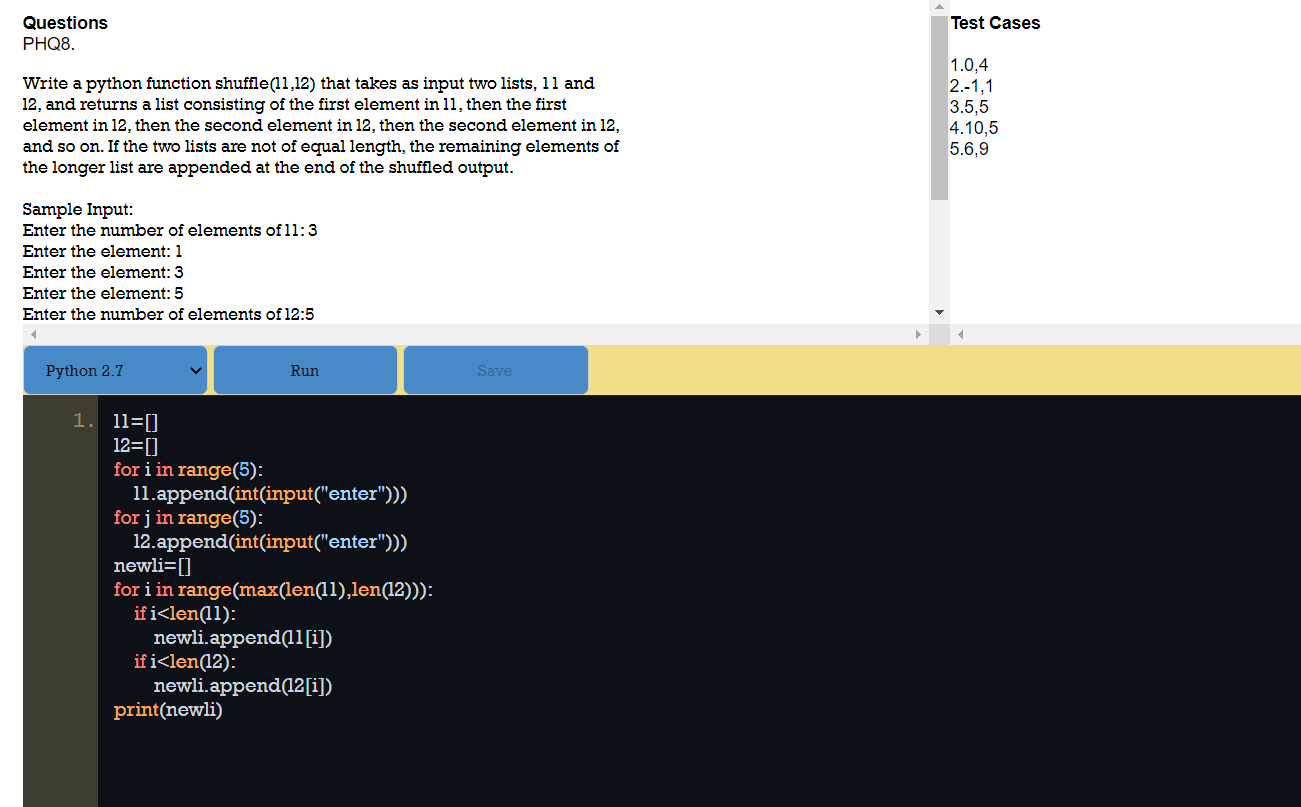 Questions
PHQ8.
Write a python function shuffle(l1,l2) that takes as input two lists, 11 and
l2, and returns a list consisting of the first element in l1, then the first
element in l2, then the second element in l2, then the second element in l2,
and so on. If the two lists are not of equal length, the remaining elements of
the longer list are appended at the end of the shuffled output.
Sample Input:
Enter the number of elements of l1: 3
Enter the element: 1
Enter the element: 3
Enter the element: 5
Enter the number of elements of l2:5
Test Cases
1.0,4
2.-1,1
3.5,5
4.10,5
5.6,9
Python 2.7
Run
Save
1.
l1=[]
l2=[]
for i in range(5):
    l1.append(int(input("enter")))
for j in range(5):
    l2.append(int(input("enter")))
newli=[]
for i in range(max(len(l1),len(l2))):
    if i<len(l1):
        newli.append(l1[i])
    if i<len(l2):
        newli.append(l2[i])
print(newli)